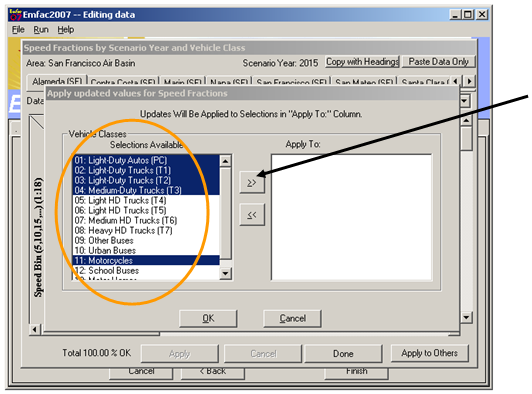 Emfac2007 -- Editing data
File Run Help
Speed Fractions by Scenario Year and Vehicle Class
Area: San Francisco Air Basin Scenario Year: 2015 Copy with Headings Paste Data Only
Alameda (SF) Contra Costa (SF) Marin (SF) Napa (SF) San Francisco (SF) San Mateo (SF) Santa Clara (
Apply updated values for Speed Fractions
Updates Will Be Applied to Selections in "Apply To:" Column.
Vehicle Classes
Selections Available
Apply To:
01: Light-Duty Autos (PC)
02: Light-Duty Trucks (T1)
03: Light-Duty Trucks (T2)
04: Medium-Duty Trucks (T3)
05: Light HD Trucks (T4)
06: Light HD Trucks (T5)
07: Medium HD Trucks (T6)
08: Heavy HD Trucks (T7)
09: Other Buses
10: Urban Buses
11: Motorcycles
12: School Buses
>>
<<
Speed Bin (5,10,15,...) (1:18)
OK Cancel
Total 100.00 % OK Apply Cancel Done Apply to Others
Cancel < Back Finish